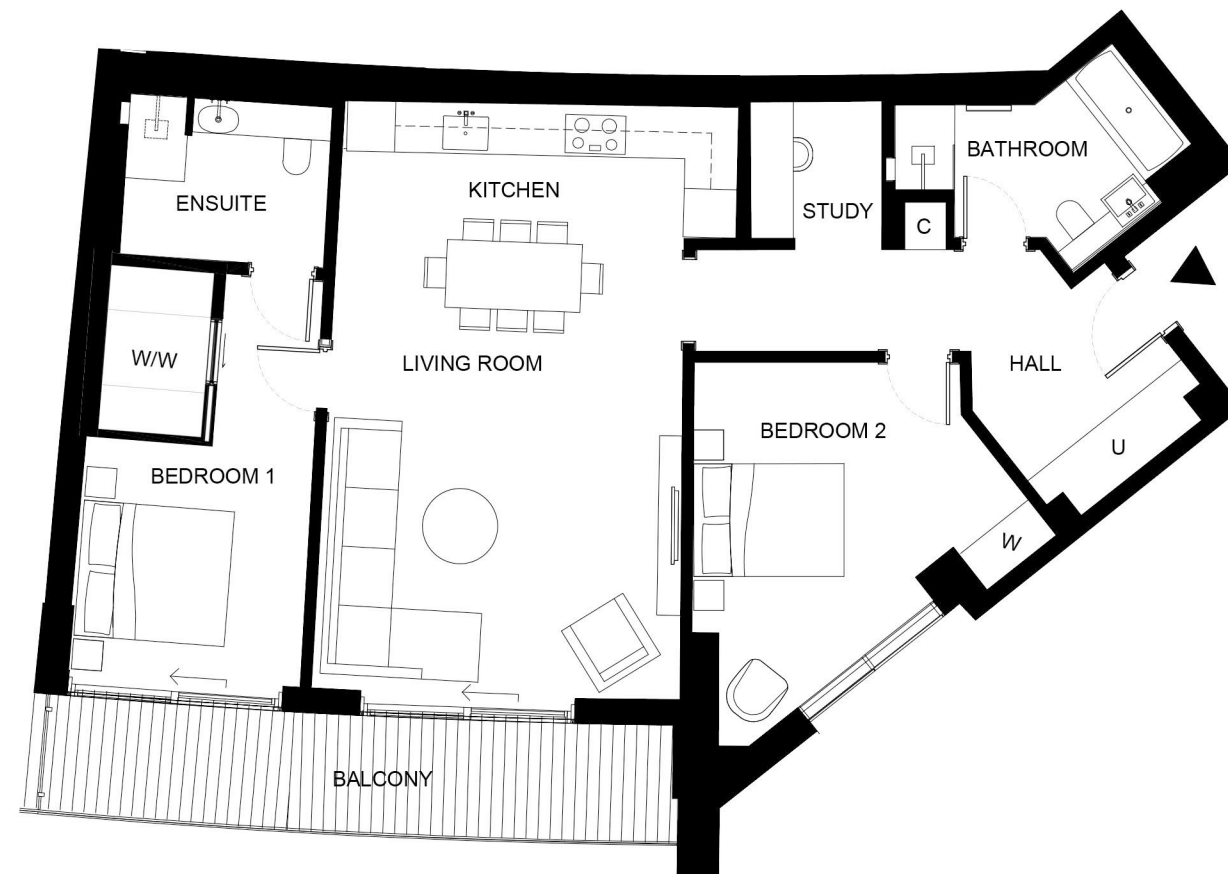 BATHROOM
KITCHEN
ENSUITE
STUDY
C
W/W
LIVING ROOM
HALL
BEDROOM 2
U
BEDROOM 1
W
BALCONY